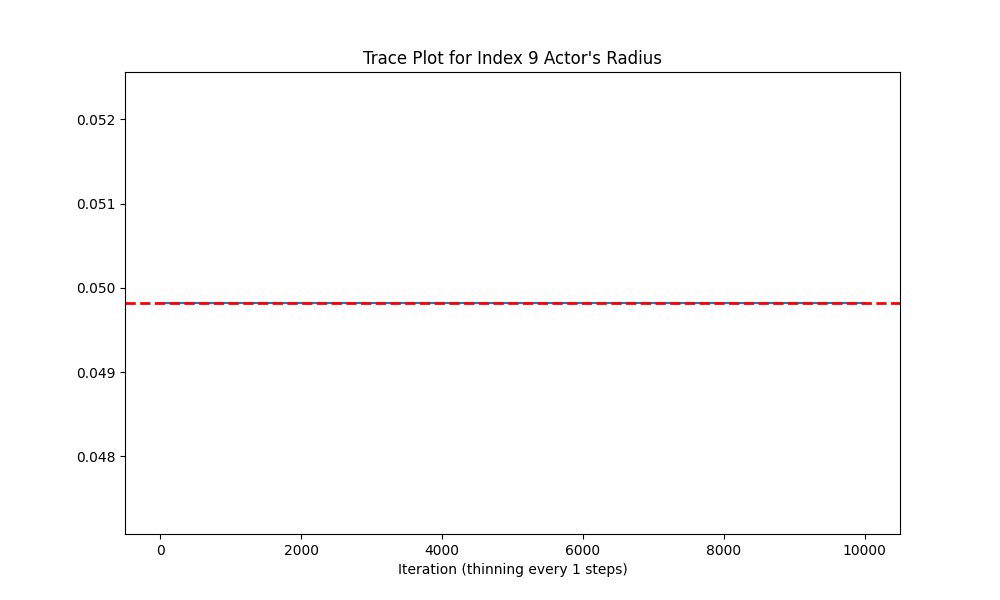 Trace Plot for Index 9 Actor's Radius
0.052
0.051
0.050
0.049
0.048
0 2000 4000 6000 8000 10000
Iteration (thinning every 1 steps)